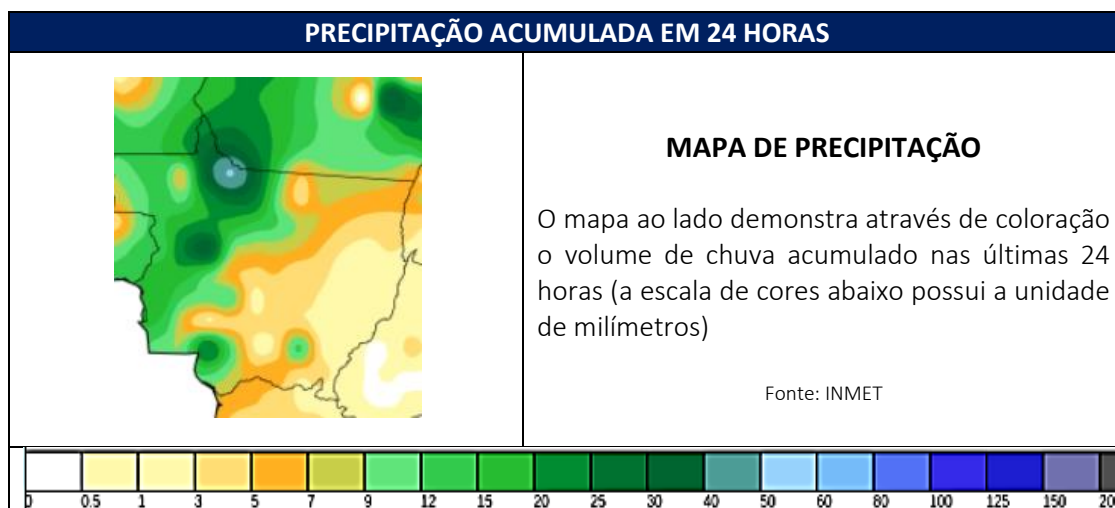 PRECIPITAÇÃO ACUMULADA EM 24 HORAS
MAPA DE PRECIPITAÇÃO
O mapa ao lado demonstra através de coloração
o volume de chuva acumulado nas últimas 24
horas (a escala de cores abaixo possui a unidade
de milímetros)
Fonte: INMET
0 0.5 1 3 5 7 9 12 15 20 25 30 40 50 60 80 100 125 150